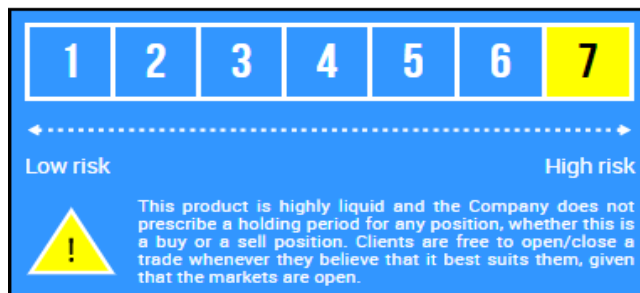 1 2 3 4 5 6 7
Low risk High risk
!
This product is highly liquid and the Company does not
prescribe a holding period for any position, whether this is
a buy or a sell position. Clients are free to open/close a
trade whenever they believe that it best suits them, given
that the markets are open.